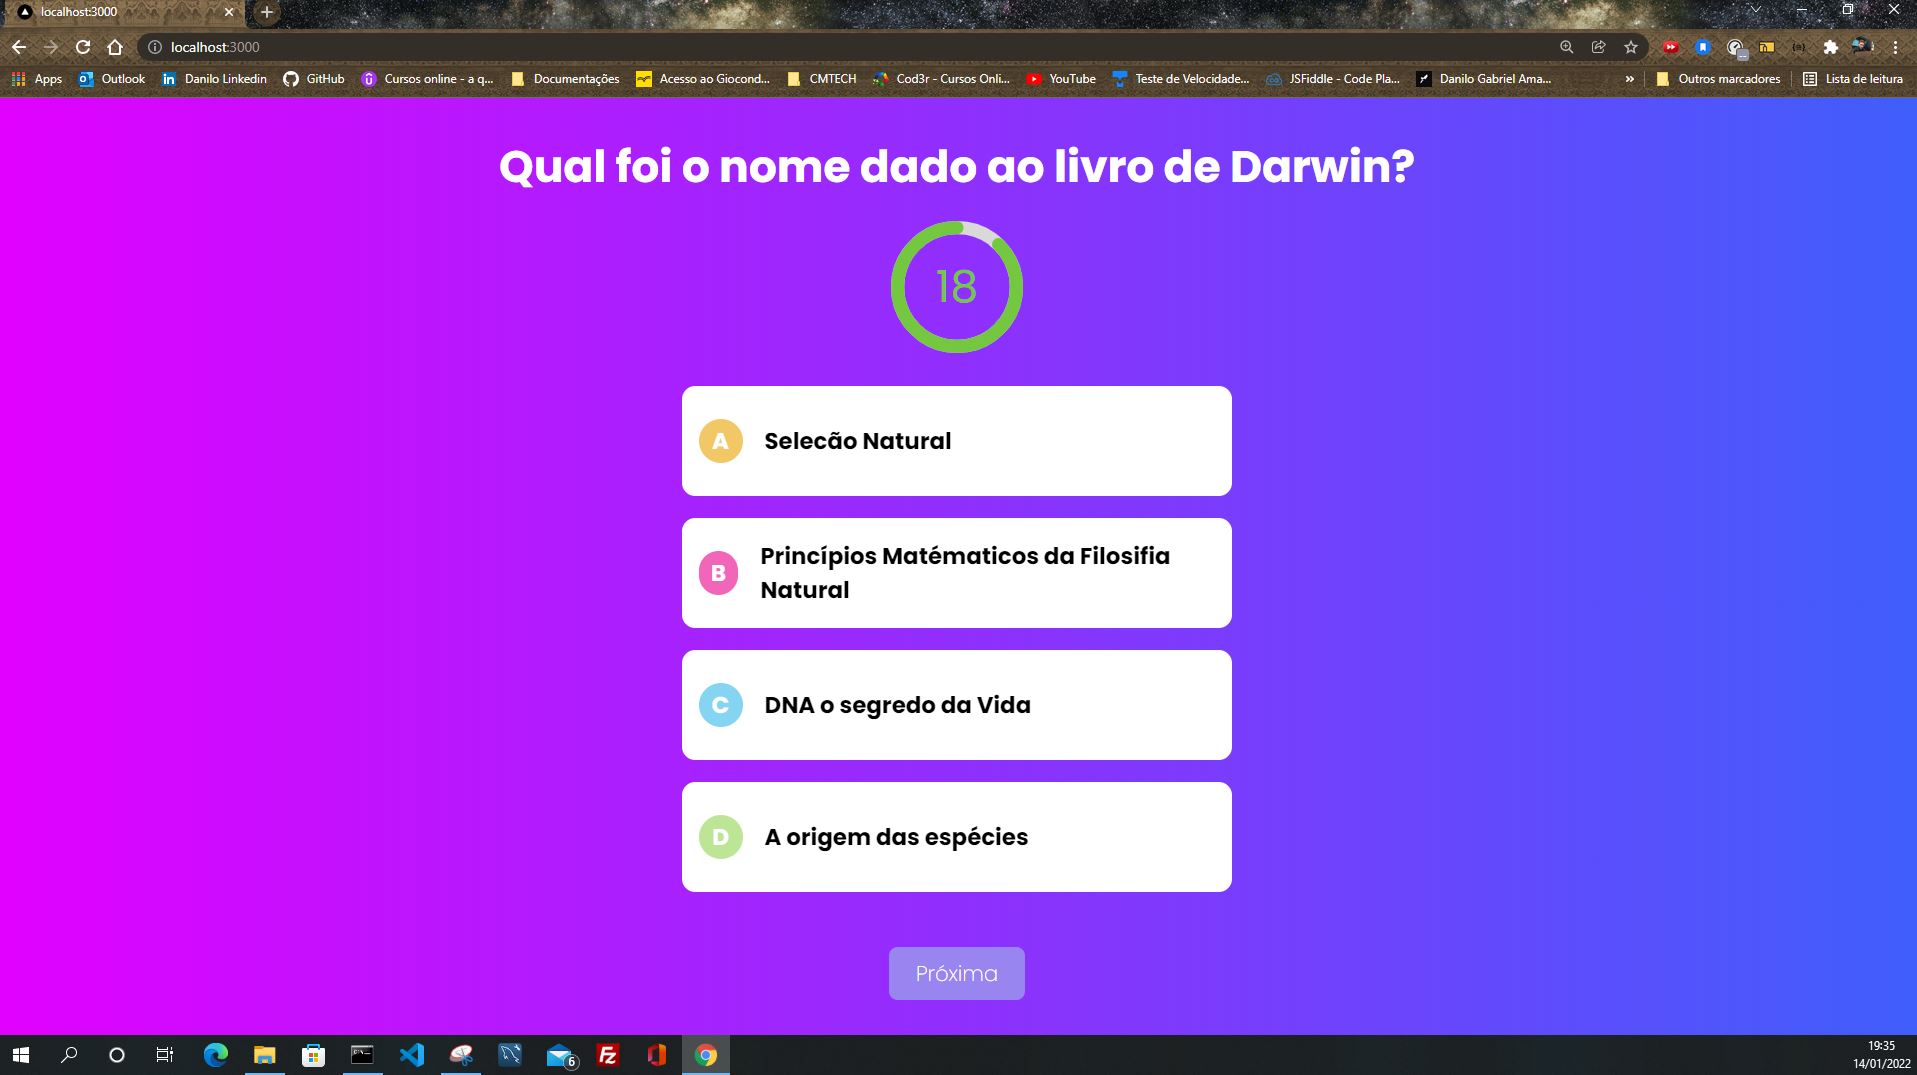 localhost:3000
localhost:3000
Apps Outlook Danilo Linkedin GitHub Cursos online - a q... Documentações Acesso ao Giocond... CMTECH Cod3r - Cursos Onli... YouTube Teste de Velocidade... JSFiddle - Code Pla... Danilo Gabriel Ama... » Outros marcadores Lista de leitura
Qual foi o nome dado ao livro de Darwin?
18
A Selecão Natural
B Princípios Matématicos da Filosifia
Natural
C DNA o segredo da Vida
D A origem das espécies
Próxima
6
19:35
14/01/2022